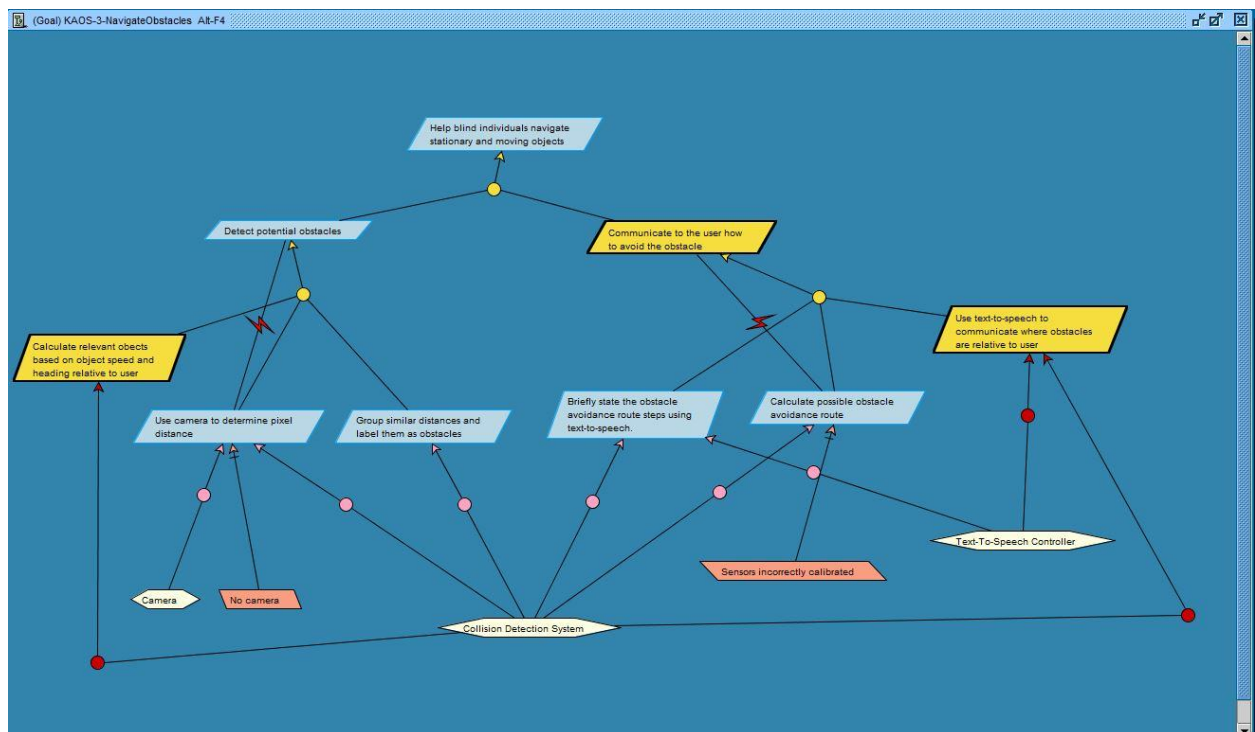 (Goal) KAOS-3-NavigateObstacles Alt-F4
Help blind individuals navigate
stationary and moving objects
Detect potential obstacles
Communicate to the user how
to avoid the obstacle
Calculate relevant obects
based on object speed and
heading relative to user
Use text-to-speech to
communicate where obstacles
are relative to user
Use camera to determine pixel
distance
Group similar distances and
label them as obstacles
Briefly state the obstacle
avoidance route steps using
text-to-speech.
Calculate possible obstacle
avoidance route
Text-To-Speech Controller
Sensors incorrectly calibrated
Camera
No camera
Collision Detection System